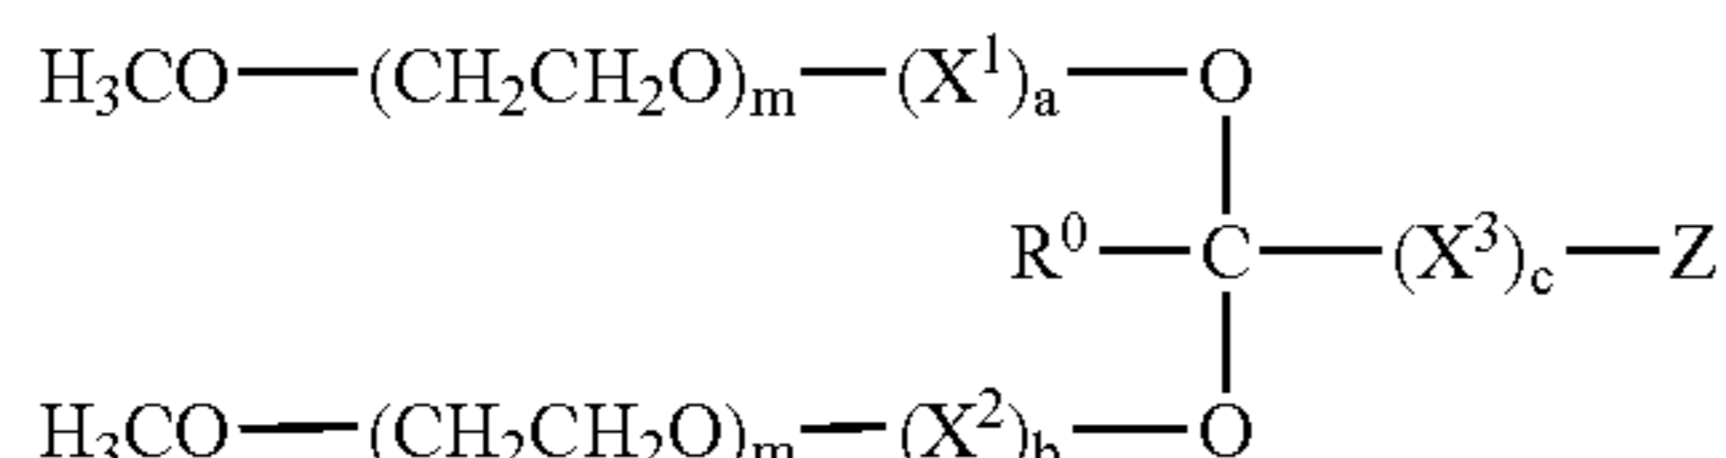 H₃CO—(CH₂CH₂O)ₘ—(X¹)ₐ—O
R⁰—C—(X³)꜀—Z
H₃CO—(CH₂CH₂O)ₘ—(X²)b—O